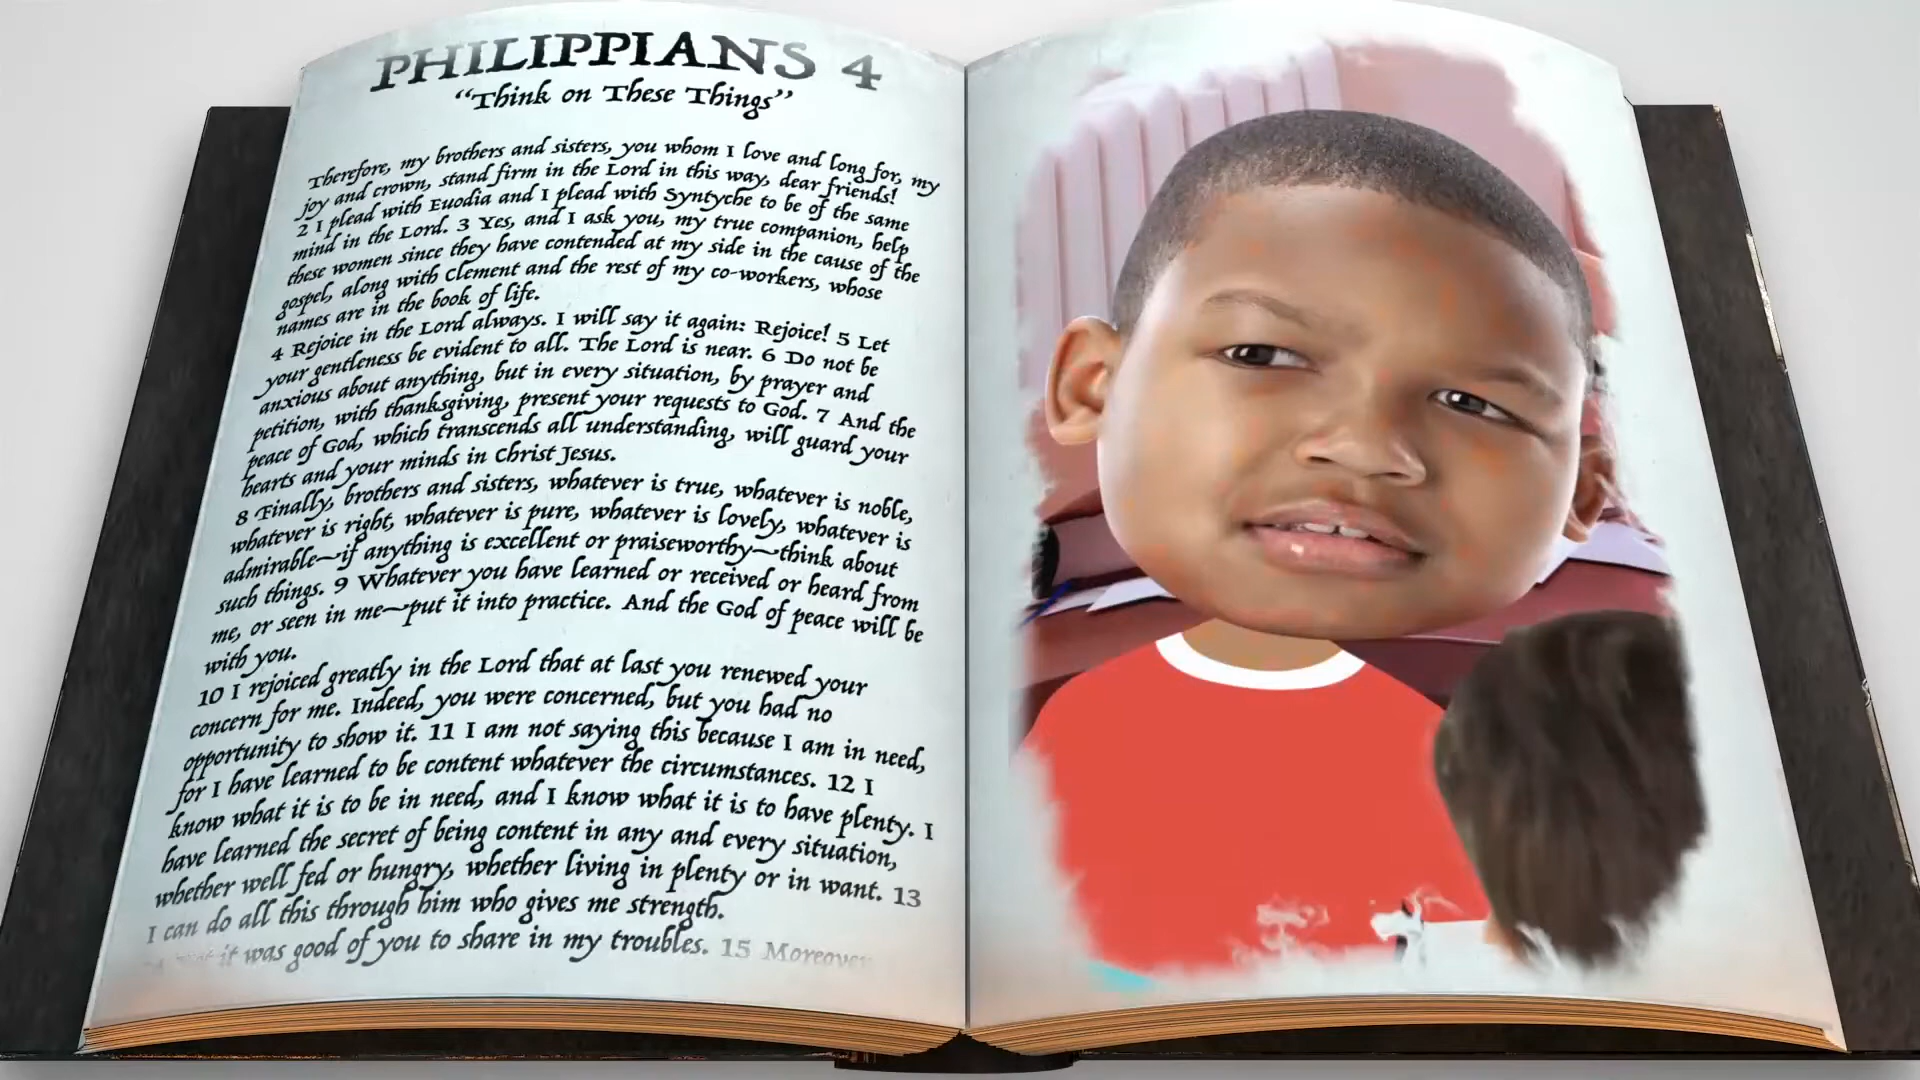 PHILIPPIANS 4
“Think on These Things”
Therefore, my brothers and sisters, you whom I love and long for, my
joy and crown, stand firm in the Lord in this way, dear friends!
2 I plead with Euodia and I plead with Syntyche to be of the same
mind in the Lord. 3 Yes, and I ask you, my true companion, help
these women since they have contended at my side in the cause of the
gospel, along with Clement and the rest of my co-workers, whose
names are in the book of life.
4 Rejoice in the Lord always. I will say it again: Rejoice! 5 Let
your gentleness be evident to all. The Lord is near. 6 Do not be
anxious about anything, but in every situation, by prayer and
petition, with thanksgiving, present your requests to God. 7 And the
peace of God, which transcends all understanding, will guard your
hearts and your minds in Christ Jesus.
8 Finally, brothers and sisters, whatever is true, whatever is noble,
whatever is right, whatever is pure, whatever is lovely, whatever is
admirable—if anything is excellent or praiseworthy—think about
such things. 9 Whatever you have learned or received or heard from
me, or seen in me—put it into practice. And the God of peace will be
with you.
10 I rejoiced greatly in the Lord that at last you renewed your
concern for me. Indeed, you were concerned, but you had no
opportunity to show it. 11 I am not saying this because I am in need,
for I have learned to be content whatever the circumstances. 12 I
know what it is to be in need, and I know what it is to have plenty. I
have learned the secret of being content in any and every situation,
whether well fed or hungry, whether living in plenty or in want. 13
I can do all this through him who gives me strength.
it was good of you to share in my troubles. 15 Moreover